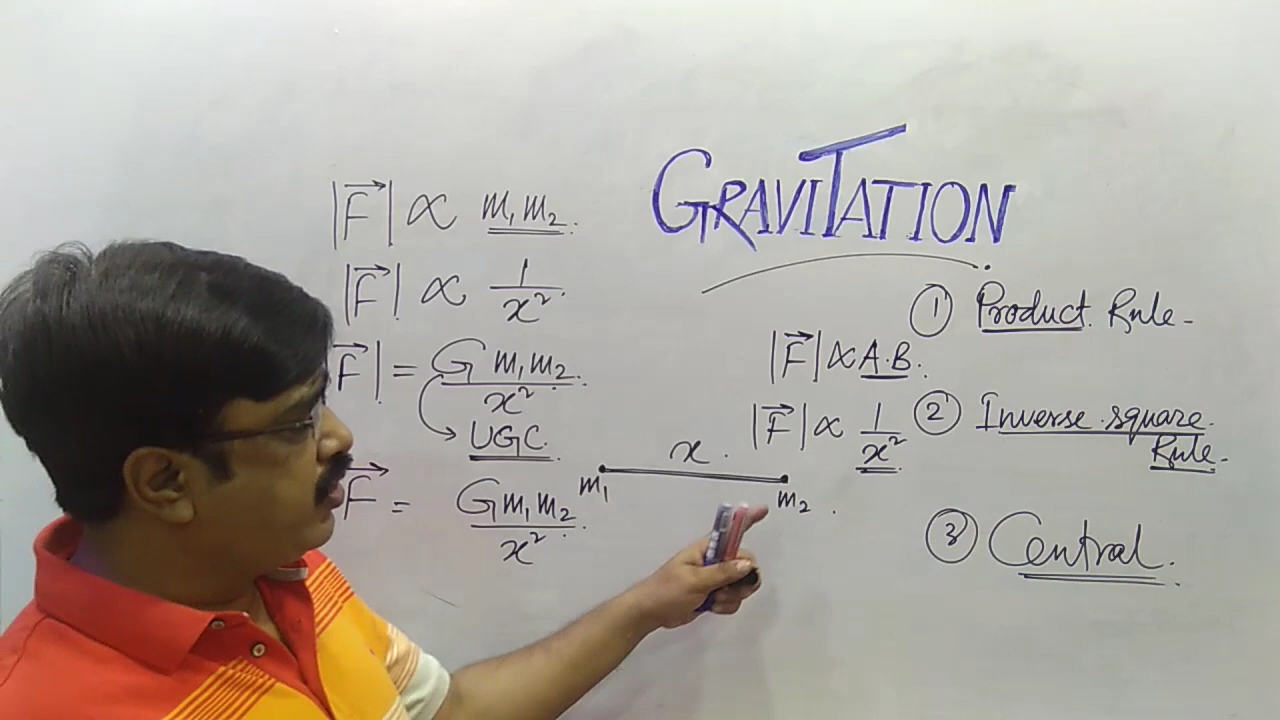 GRAVITATION
|F⃗| ∝ m₁m₂.
|F⃗| ∝ 1/x².
F⃗| = G m₁m₂/x².
UGC.
F⃗ = Gm₁m₂/x².
x.
m₁
m₂.
① Product Rule-
|F⃗| ∝ A.B.
② Inverse.square.
Rule-
|F⃗| ∝ 1/x²
③ Central.